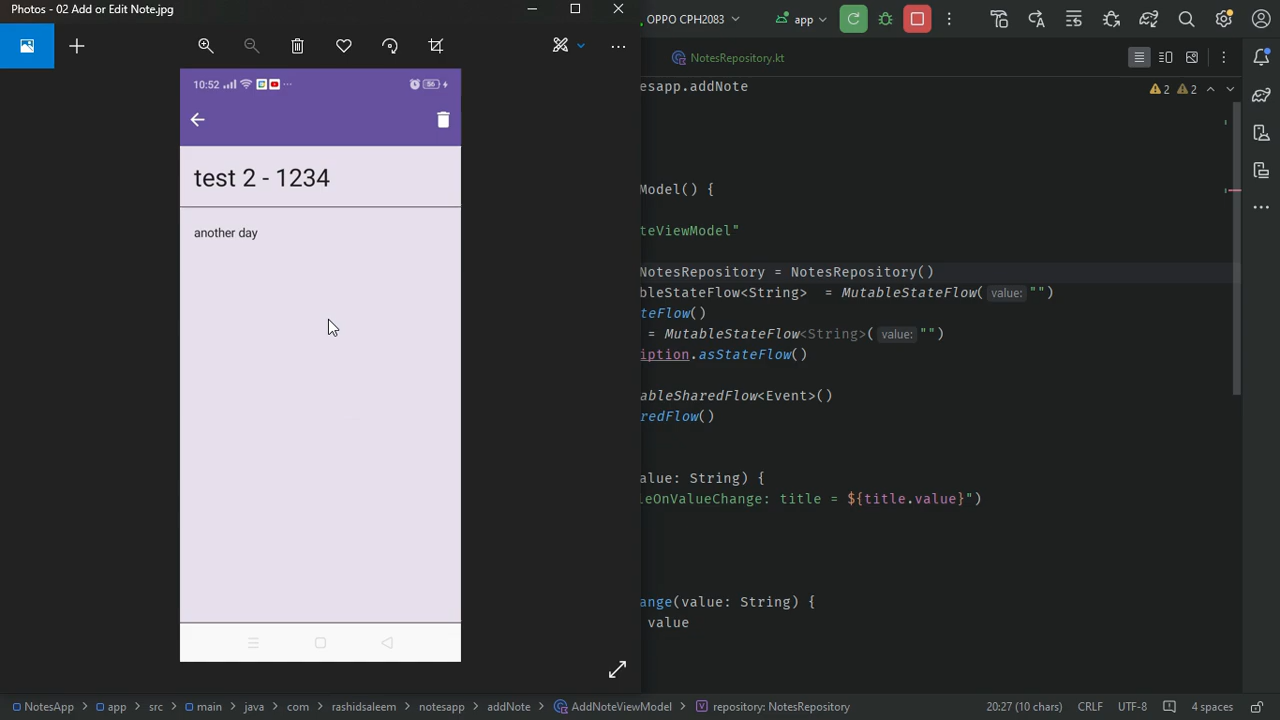 Photos - 02 Add or Edit Note.jpg
OPPO CPH2083
app
NotesRepository.kt
10:52
56
test 2 - 1234
another day
esapp.addNote
2
2
Model() {
teViewModel"
NotesRepository = NotesRepository()
bleStateFlow<String> = MutableStateFlow( value: "")
teFlow()
= MutableStateFlow<String>( value: "")
iption.asStateFlow()
ableSharedFlow<Event>()
redFlow()
alue: String) {
leOnValueChange: title = ${title.value}")
ange(value: String) {
value
NotesApp
app
src
main
java
com
rashidsaleem
notesapp
addNote
AddNoteViewModel
repository: NotesRepository
20:27 (10 chars)
CRLF
UTF-8
4 spaces